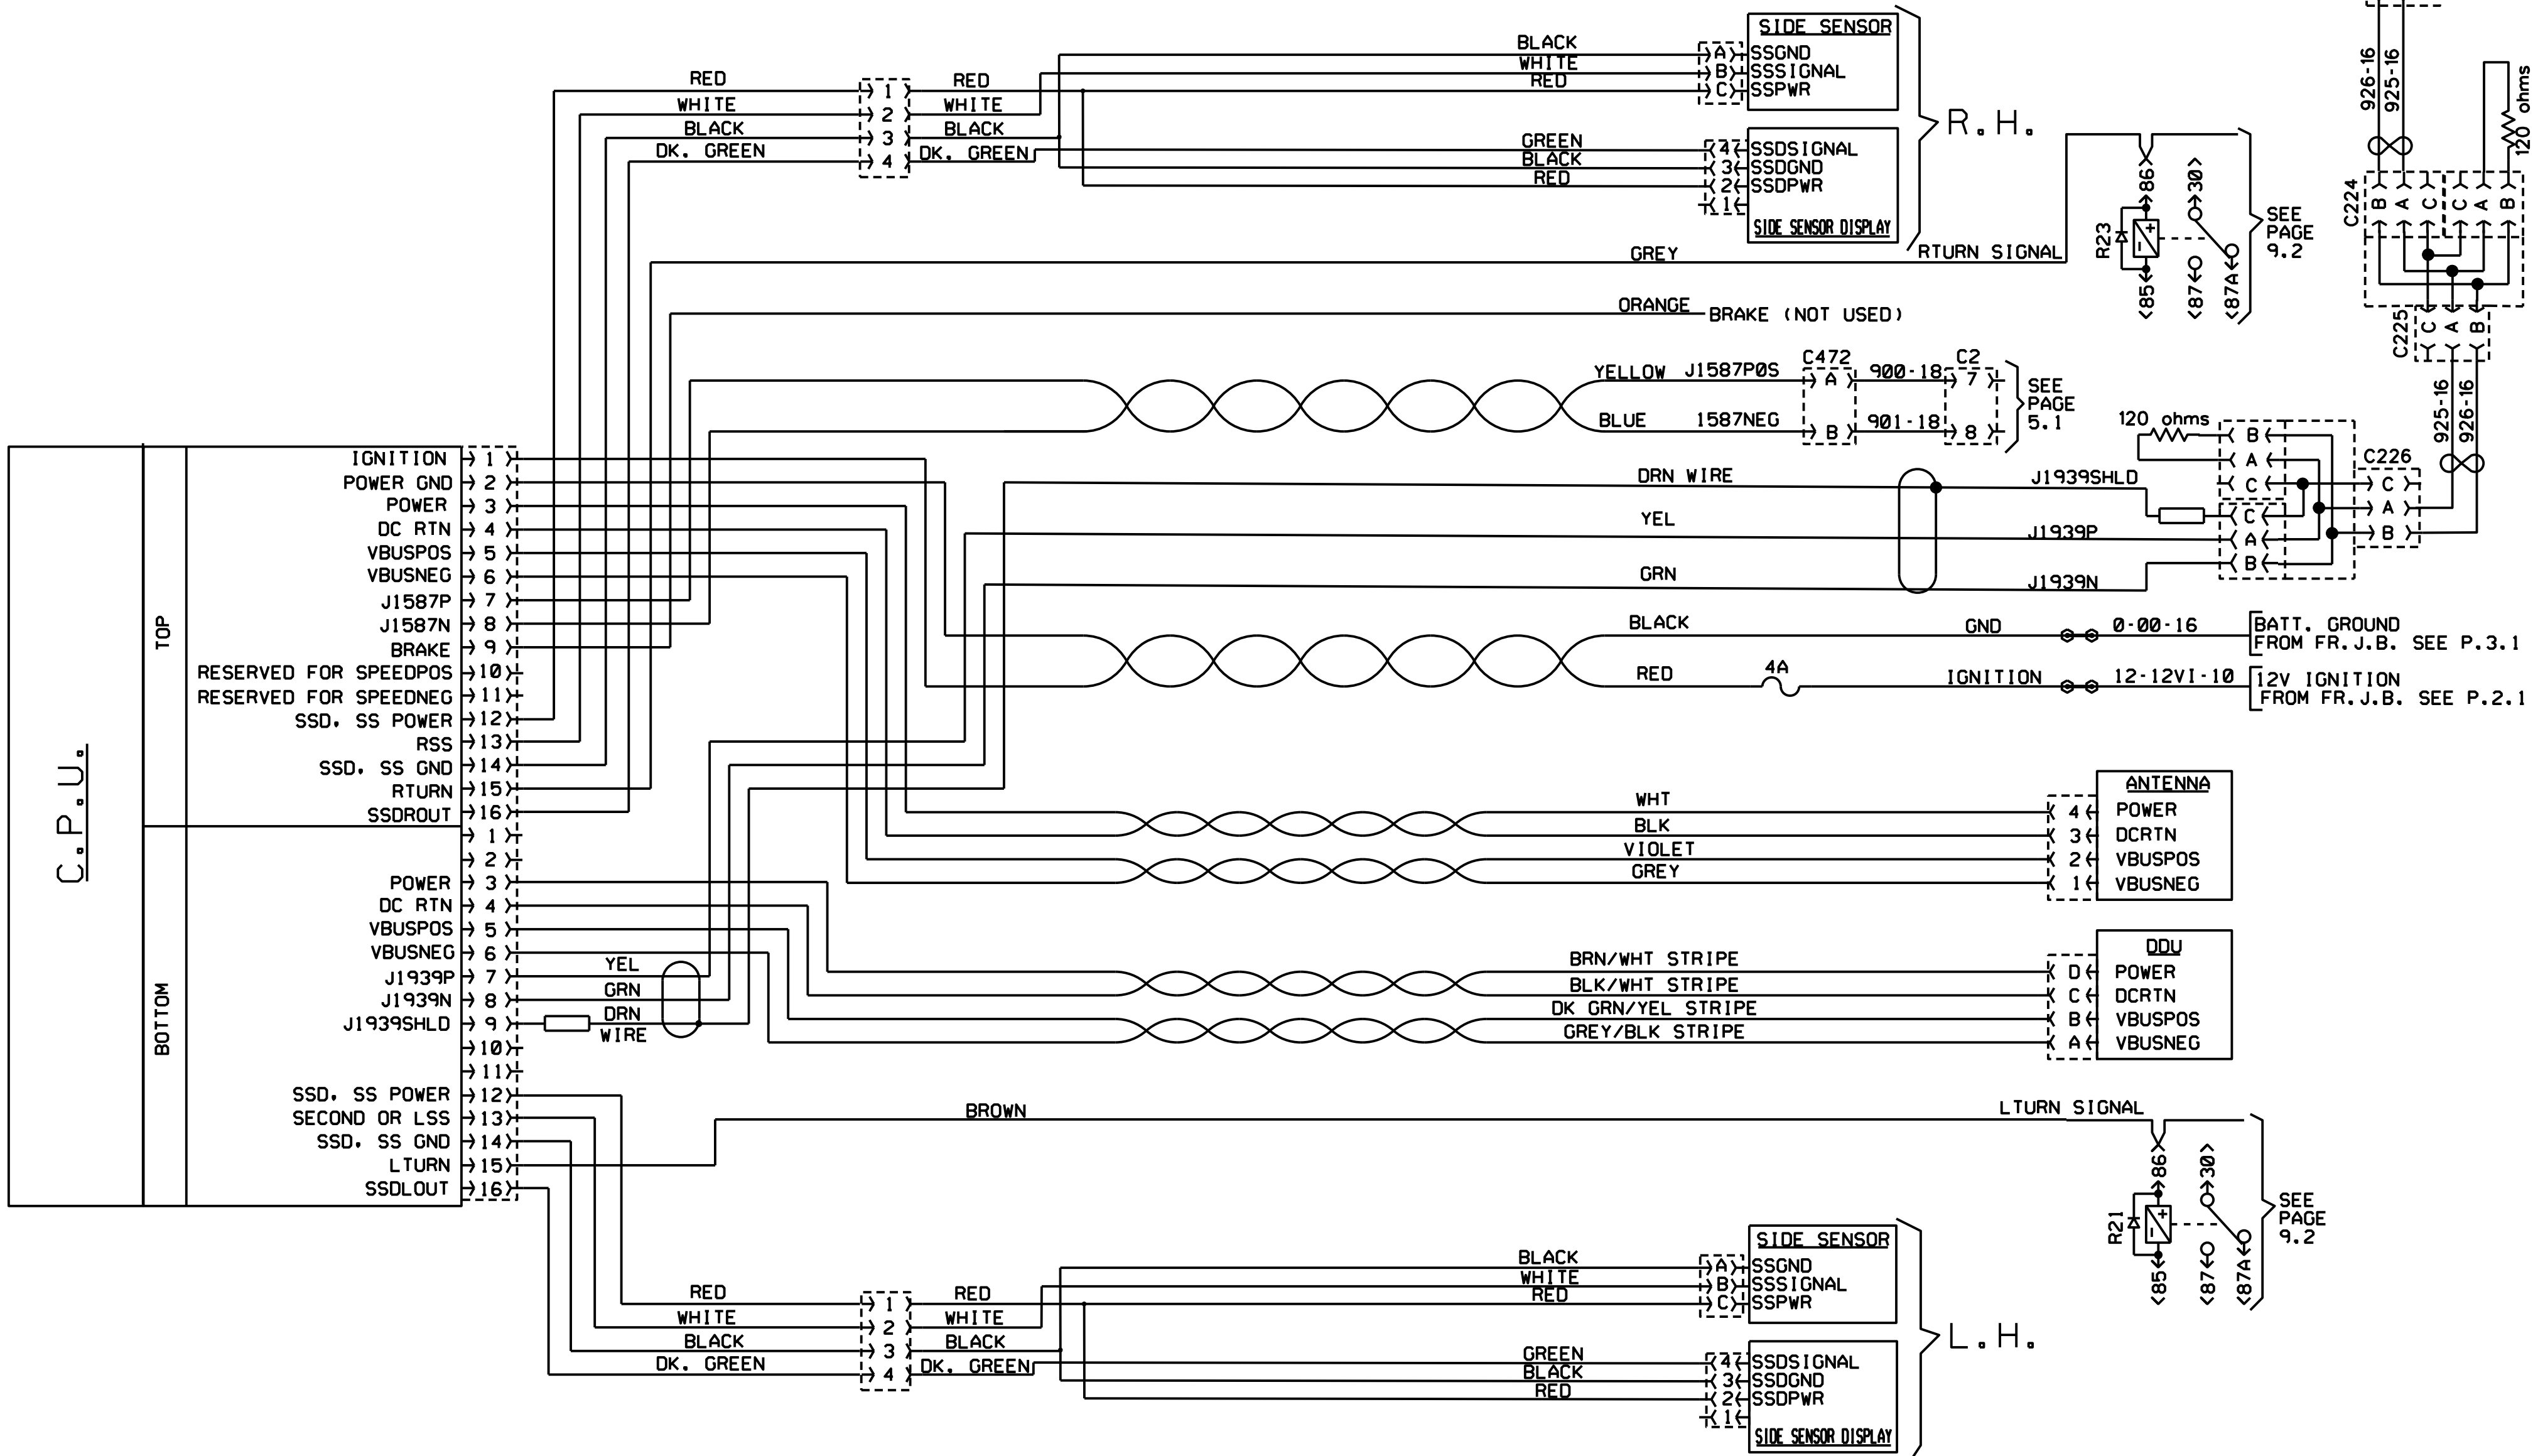 SIDE SENSOR
BLACK
A
SSGND
WHITE
B
SSSIGNAL
RED
C
SSPWR
RED
1
RED
WHITE
2
WHITE
BLACK
3
BLACK
DK. GREEN
4
DK. GREEN
GREEN
4
SSDSIGNAL
BLACK
3
SSDGND
RED
2
SSDPWR
1
SIDE SENSOR DISPLAY
R.H.
926-16
925-16
120 ohms
C224
B A C C A B
C225
C A B
925-16
926-16
R23
86
30
85
87
87A
SEE
PAGE
9.2
GREY
RTURN SIGNAL
ORANGE
BRAKE (NOT USED)
YELLOW
J1587POS
C472
A
900-18
C2
7
BLUE
1587NEG
B
901-18
8
SEE
PAGE
5.1
120 ohms
B
A
C
C
A
B
C226
C
A
B
DRN WIRE
J1939SHLD
YEL
J1939P
GRN
J1939N
BLACK
GND
0-00-16
BATT. GROUND
FROM FR.J.B. SEE P.3.1
RED
4A
IGNITION
12-12VI-10
12V IGNITION
FROM FR.J.B. SEE P.2.1
C.P.U.
TOP
IGNITION 1
POWER GND 2
POWER 3
DC RTN 4
VBUSPOS 5
VBUSNEG 6
J1587P 7
J1587N 8
BRAKE 9
RESERVED FOR SPEEDPOS 10
RESERVED FOR SPEEDNEG 11
SSD, SS POWER 12
RSS 13
SSD, SS GND 14
RTURN 15
SSDROUT 16
BOTTOM
1
2
POWER 3
DC RTN 4
VBUSPOS 5
VBUSNEG 6
J1939P 7
J1939N 8
J1939SHLD 9
10
11
SSD, SS POWER 12
SECOND OR LSS 13
SSD, SS GND 14
LTURN 15
SSDLOUT 16
YEL
GRN
DRN
WIRE
ANTENNA
WHT
4
POWER
BLK
3
DCRTN
VIOLET
2
VBUSPOS
GREY
1
VBUSNEG
DDU
BRN/WHT STRIPE
D
POWER
BLK/WHT STRIPE
C
DCRTN
DK GRN/YEL STRIPE
B
VBUSPOS
GREY/BLK STRIPE
A
VBUSNEG
BROWN
LTURN SIGNAL
R21
86
30
85
87
87A
SEE
PAGE
9.2
SIDE SENSOR
BLACK
A
SSGND
WHITE
B
SSSIGNAL
RED
C
SSPWR
RED
1
RED
WHITE
2
WHITE
BLACK
3
BLACK
DK. GREEN
4
DK. GREEN
GREEN
4
SSDSIGNAL
BLACK
3
SSDGND
RED
2
SSDPWR
1
SIDE SENSOR DISPLAY
L.H.